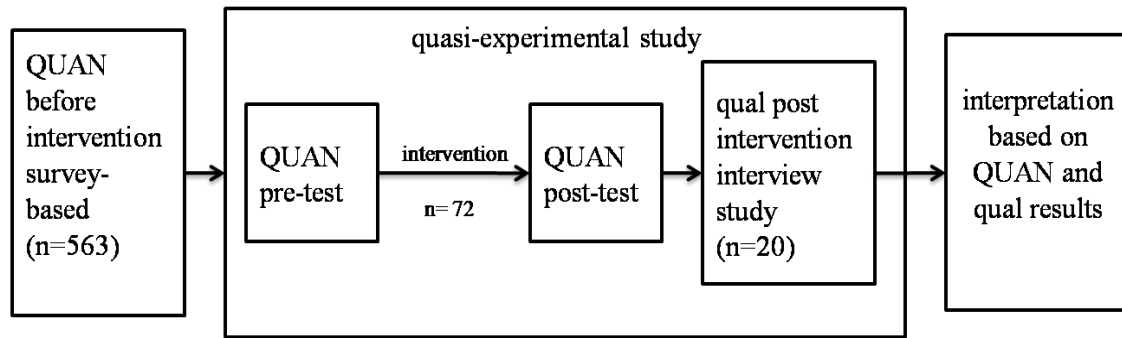 QUAN
before
intervention
survey-
based
(n=563)
quasi-experimental study
QUAN
pre-test
intervention
n= 72
QUAN
post-test
qual post
intervention
interview
study
(n=20)
interpretation
based on
QUAN and
qual results